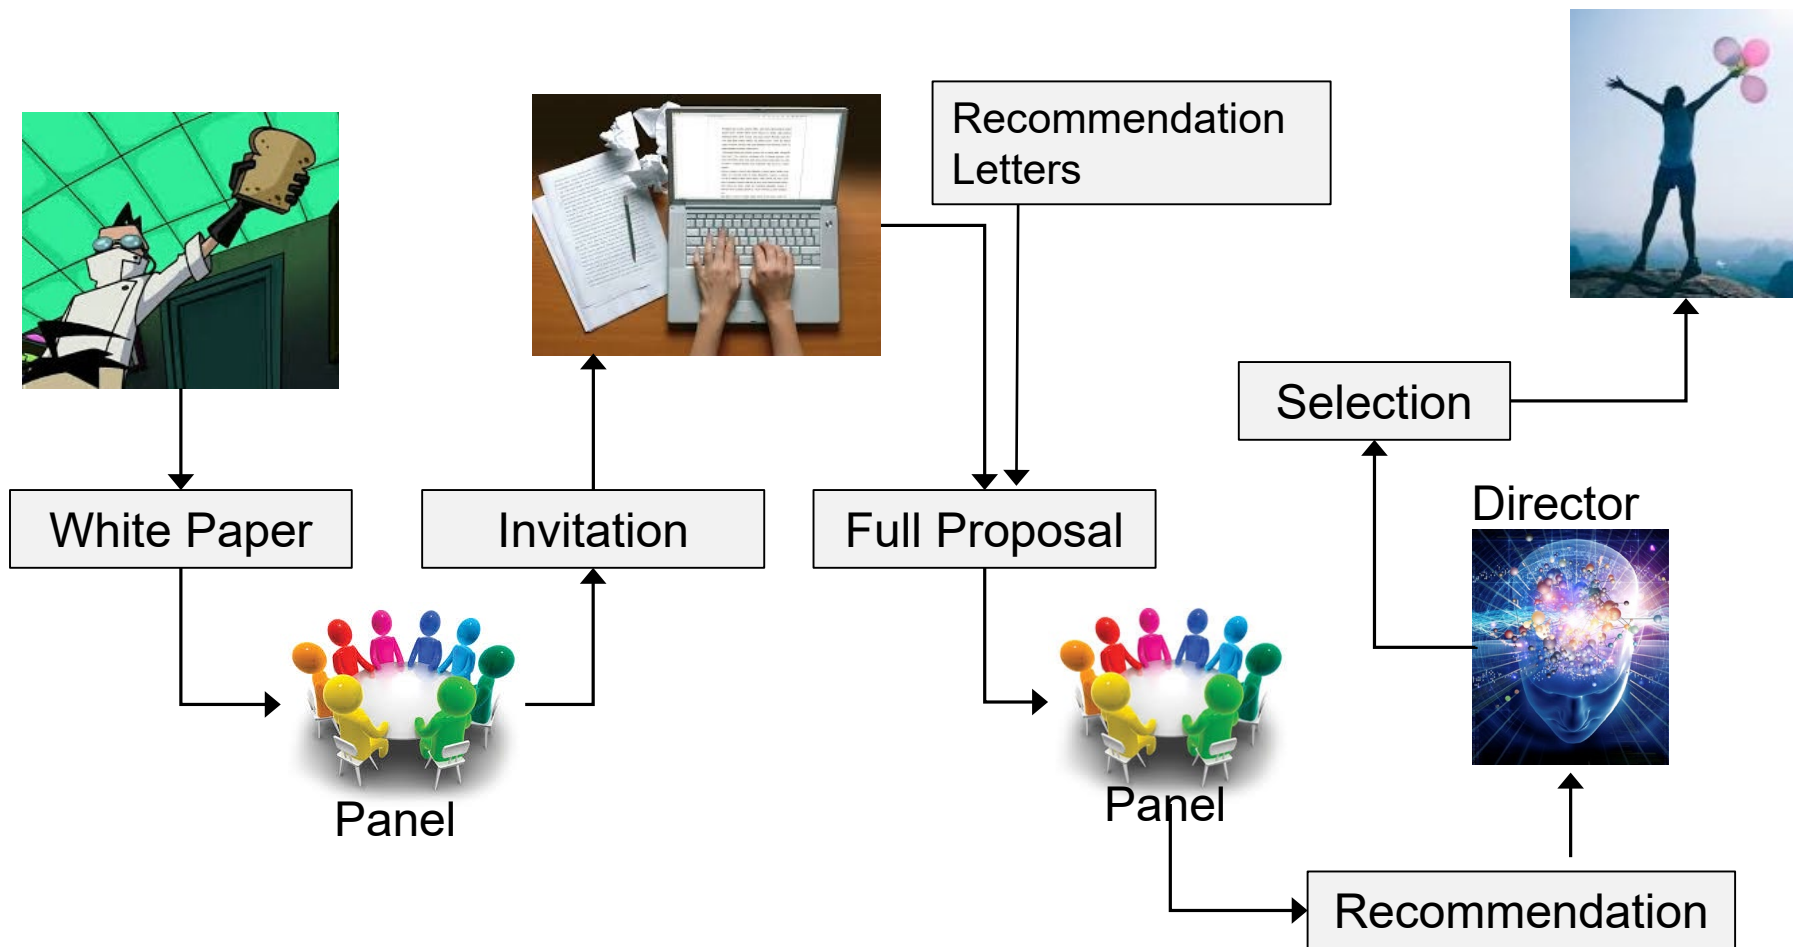 Recommendation
Letters
Selection
Director
White Paper
Invitation
Full Proposal
Panel
Panel
Recommendation